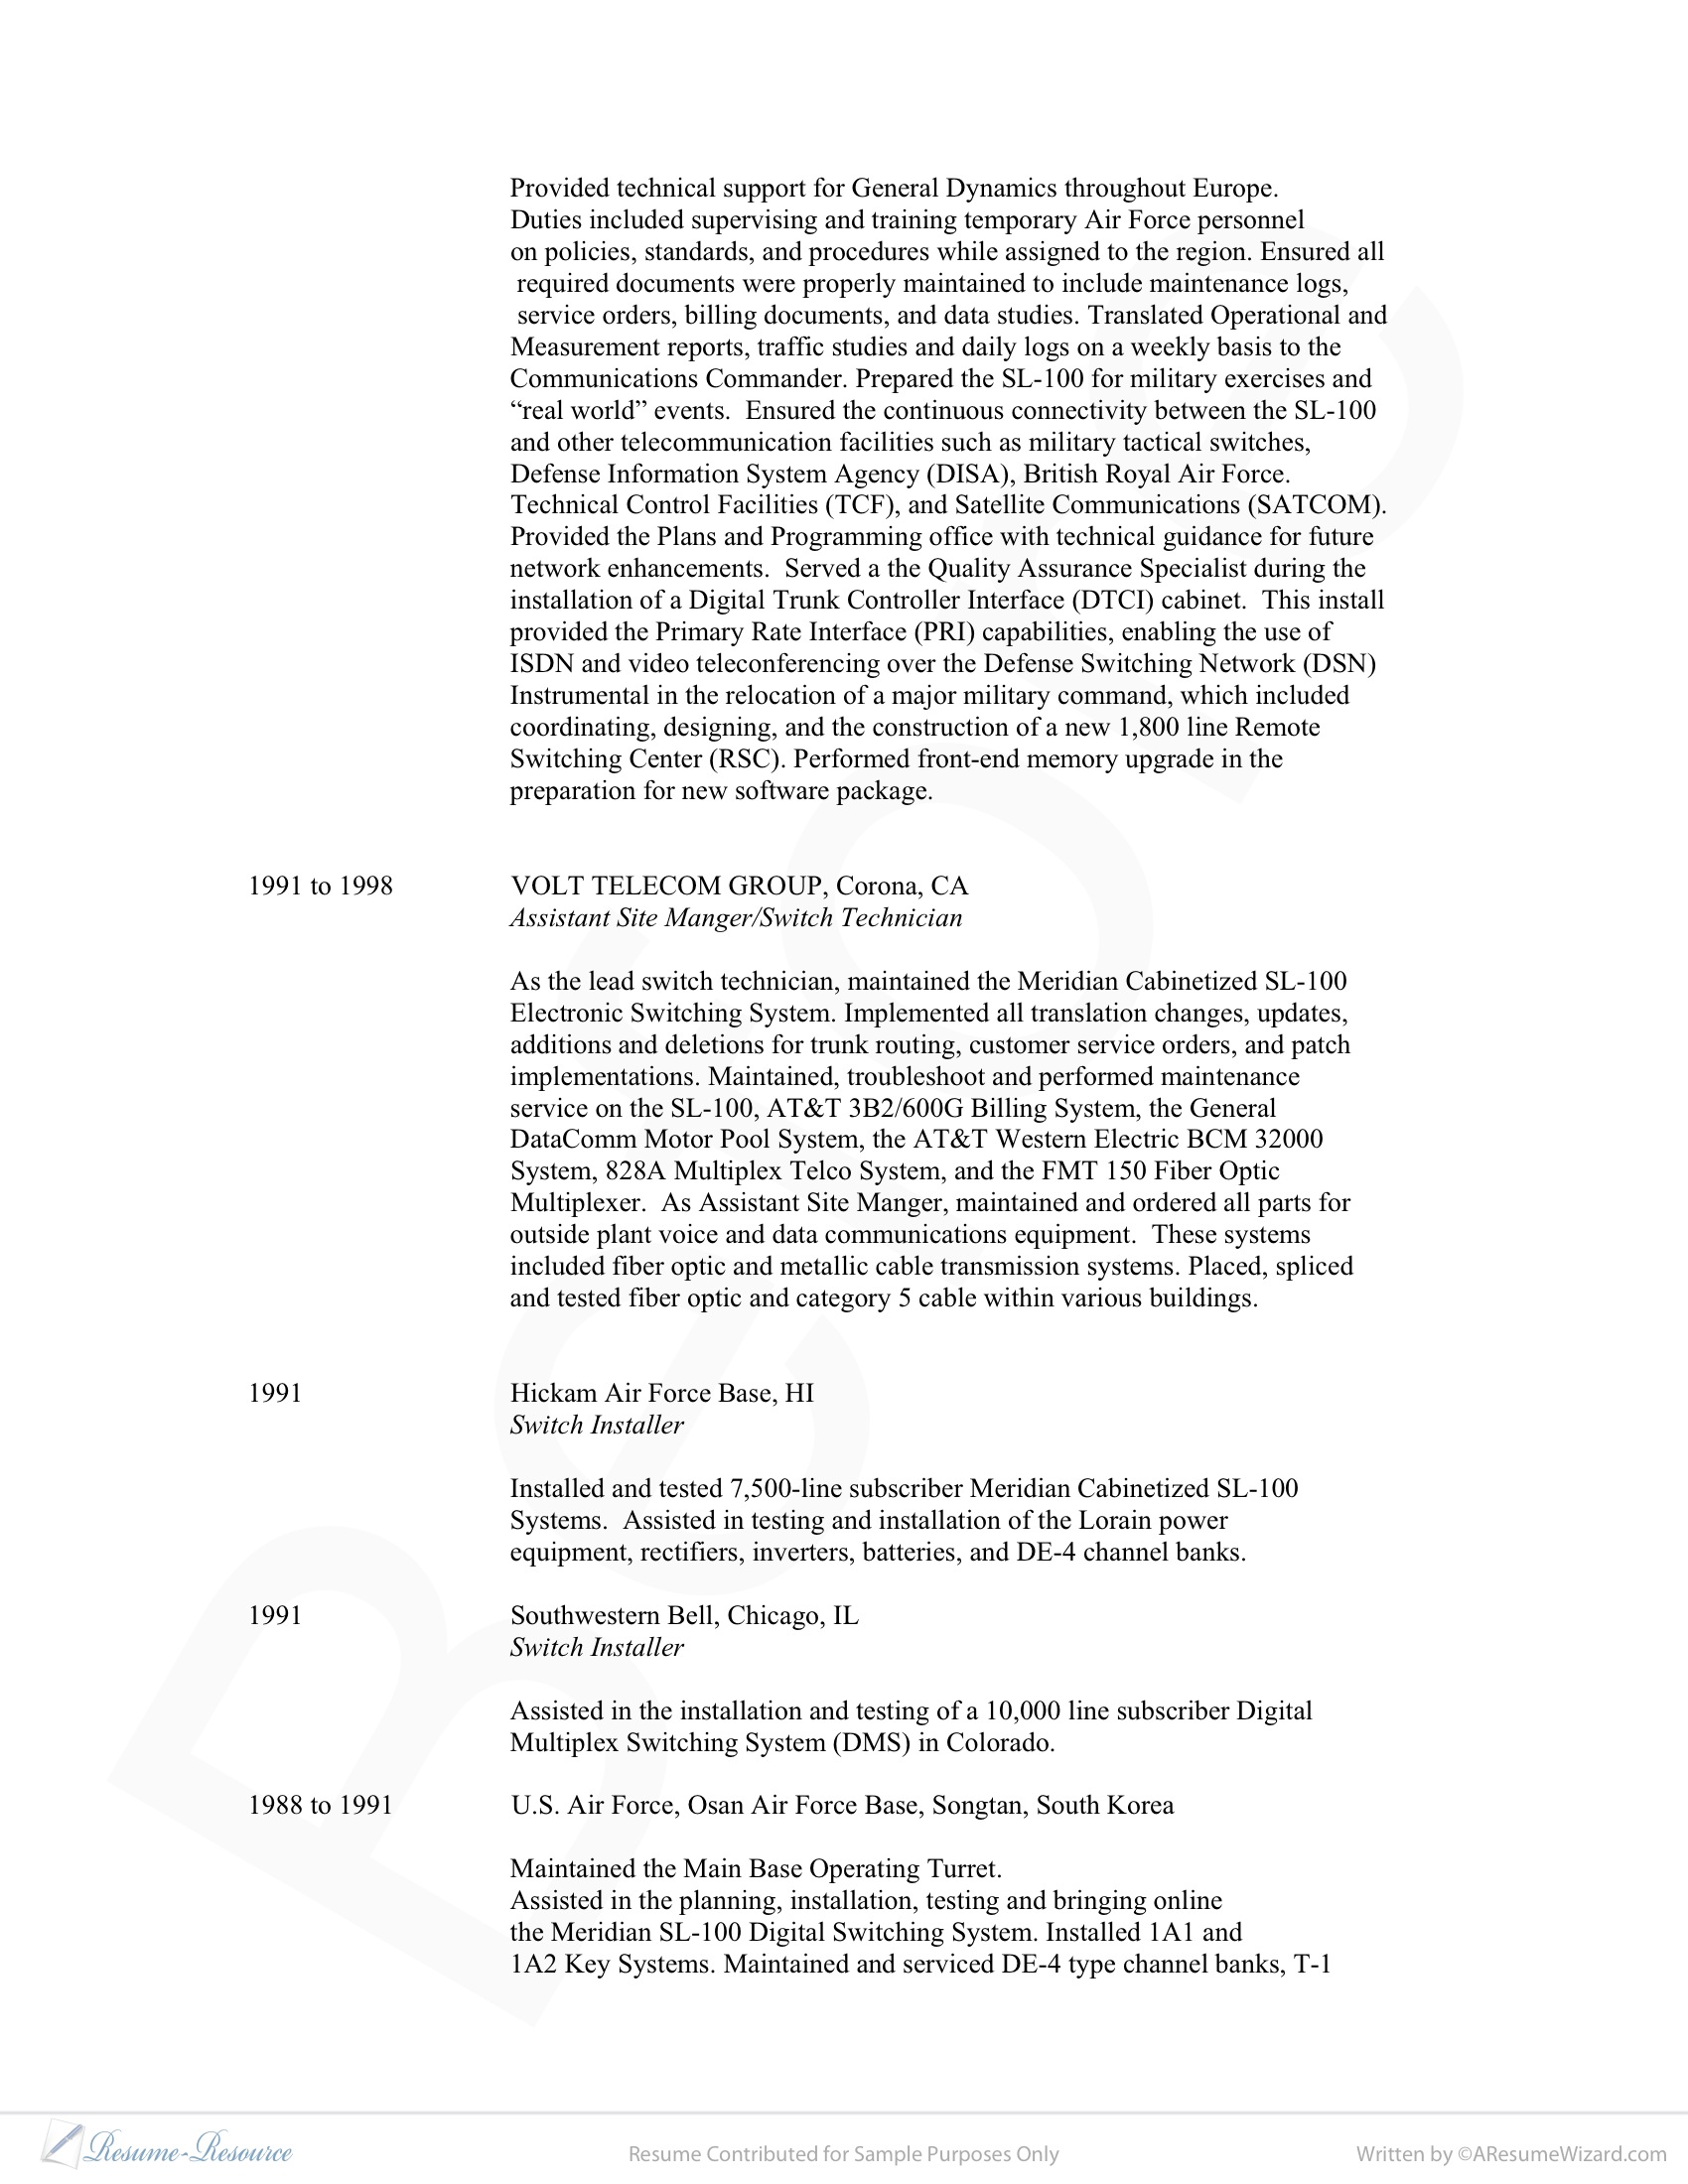 Provided technical support for General Dynamics throughout Europe.
Duties included supervising and training temporary Air Force personnel
on policies, standards, and procedures while assigned to the region. Ensured all
required documents were properly maintained to include maintenance logs,
service orders, billing documents, and data studies. Translated Operational and
Measurement reports, traffic studies and daily logs on a weekly basis to the
Communications Commander. Prepared the SL-100 for military exercises and
“real world” events.  Ensured the continuous connectivity between the SL-100
and other telecommunication facilities such as military tactical switches,
Defense Information System Agency (DISA), British Royal Air Force.
Technical Control Facilities (TCF), and Satellite Communications (SATCOM).
Provided the Plans and Programming office with technical guidance for future
network enhancements.  Served a the Quality Assurance Specialist during the
installation of a Digital Trunk Controller Interface (DTCI) cabinet.  This install
provided the Primary Rate Interface (PRI) capabilities, enabling the use of
ISDN and video teleconferencing over the Defense Switching Network (DSN)
Instrumental in the relocation of a major military command, which included
coordinating, designing, and the construction of a new 1,800 line Remote
Switching Center (RSC). Performed front-end memory upgrade in the
preparation for new software package.
1991 to 1998 VOLT TELECOM GROUP, Corona, CA
Assistant Site Manger/Switch Technician
As the lead switch technician, maintained the Meridian Cabinetized SL-100
Electronic Switching System. Implemented all translation changes, updates,
additions and deletions for trunk routing, customer service orders, and patch
implementations. Maintained, troubleshoot and performed maintenance
service on the SL-100, AT&T 3B2/600G Billing System, the General
DataComm Motor Pool System, the AT&T Western Electric BCM 32000
System, 828A Multiplex Telco System, and the FMT 150 Fiber Optic
Multiplexer.  As Assistant Site Manger, maintained and ordered all parts for
outside plant voice and data communications equipment.  These systems
included fiber optic and metallic cable transmission systems. Placed, spliced
and tested fiber optic and category 5 cable within various buildings.
1991 Hickam Air Force Base, HI
Switch Installer
Installed and tested 7,500-line subscriber Meridian Cabinetized SL-100
Systems.  Assisted in testing and installation of the Lorain power
equipment, rectifiers, inverters, batteries, and DE-4 channel banks.
1991 Southwestern Bell, Chicago, IL
Switch Installer
Assisted in the installation and testing of a 10,000 line subscriber Digital
Multiplex Switching System (DMS) in Colorado.
1988 to 1991 U.S. Air Force, Osan Air Force Base, Songtan, South Korea
Maintained the Main Base Operating Turret.
Assisted in the planning, installation, testing and bringing online
the Meridian SL-100 Digital Switching System. Installed 1A1 and
1A2 Key Systems. Maintained and serviced DE-4 type channel banks, T-1
Before
Resume-Resource Resume Contributed for Sample Purposes Only Written by ©AResumeWizard.com